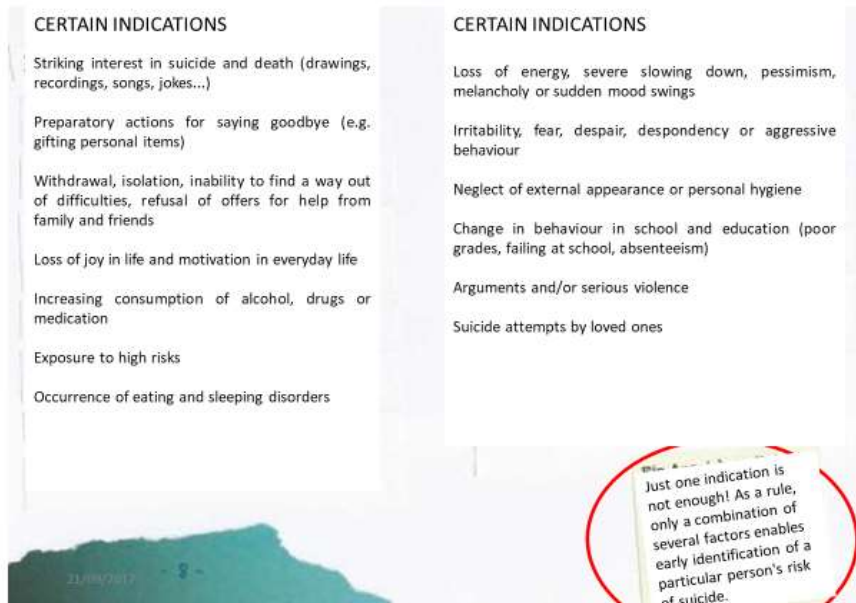 CERTAIN INDICATIONS
Striking interest in suicide and death (drawings,
recordings, songs, jokes...)
Preparatory actions for saying goodbye (e.g.
gifting personal items)
Withdrawal, isolation, inability to find a way out
of difficulties, refusal of offers for help from
family and friends
Loss of joy in life and motivation in everyday life
Increasing consumption of alcohol, drugs or
medication
Exposure to high risks
Occurrence of eating and sleeping disorders
CERTAIN INDICATIONS
Loss of energy, severe slowing down, pessimism,
melancholy or sudden mood swings
Irritability, fear, despair, despondency or aggressive
behaviour
Neglect of external appearance or personal hygiene
Change in behaviour in school and education (poor
grades, failing at school, absenteeism)
Arguments and/or serious violence
Suicide attempts by loved ones
Just one indication is
not enough! As a rule,
only a combination of
several factors enables
early identification of a
particular person's risk
of suicide.
21/09/2017
- 8 -